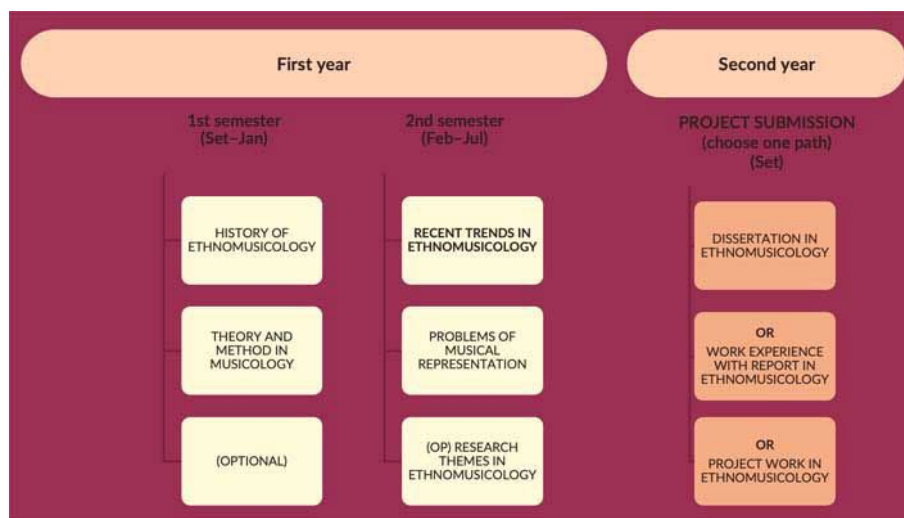 First year
1st semester
(Set–Jan)
HISTORY OF
ETHNOMUSICOLOGY
THEORY AND
METHOD IN
MUSICOLOGY
(OPTIONAL)
2nd semester
(Feb–Jul)
RECENT TRENDS IN
ETHNOMUSICOLOGY
PROBLEMS OF
MUSICAL
REPRESENTATION
(OP) RESEARCH
THEMES IN
ETHNOMUSICOLOGY
Second year
PROJECT SUBMISSION
(choose one path)
(Set)
DISSERTATION IN
ETHNOMUSICOLOGY
OR
WORK EXPERIENCE
WITH REPORT IN
ETHNOMUSICOLOGY
OR
PROJECT WORK IN
ETHNOMUSICOLOGY